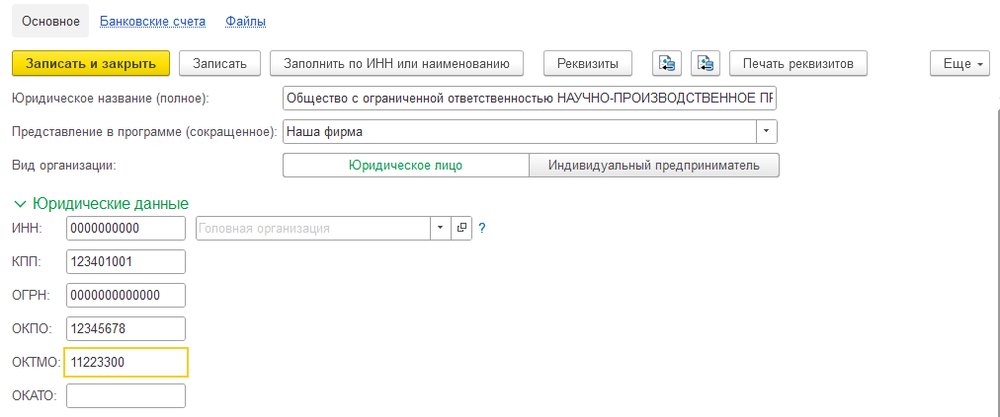 Основное Банковские счета Файлы
Записать и закрыть Записать Заполнить по ИНН или наименованию Реквизиты Печать реквизитов Еще
Юридическое название (полное): Общество с ограниченной ответственностью НАУЧНО-ПРОИЗВОДСТВЕННОЕ ПР
Представление в программе (сокращенное): Наша фирма
Вид организации: Юридическое лицо Индивидуальный предприниматель
Юридические данные
ИНН: 0000000000 Головная организация ?
КПП: 123401001
ОГРН: 0000000000000
ОКПО: 12345678
ОКТМО: 11223300
ОКАТО: